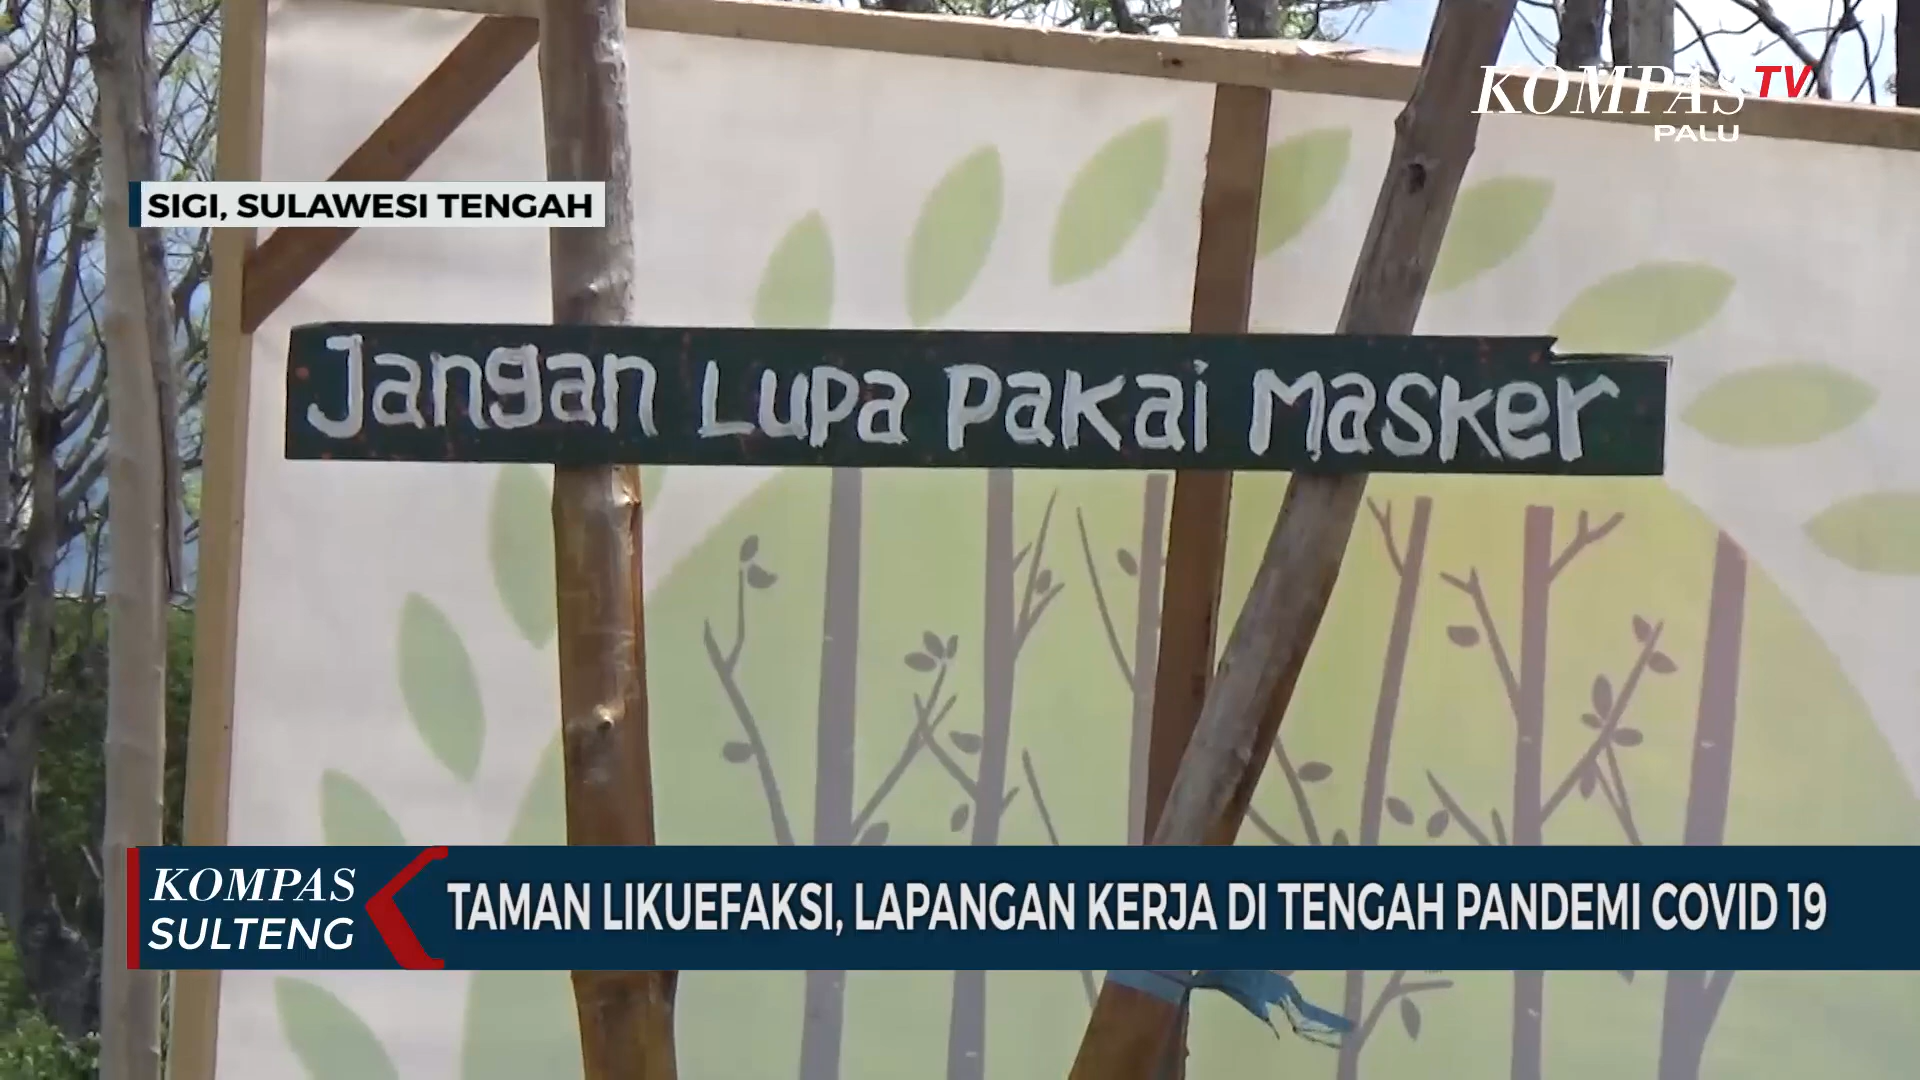 KOMPAS TV
PALU
SIGI, SULAWESI TENGAH
Jangan Lupa Pakai Masker
KOMPAS
SULTENG
TAMAN LIKUEFAKSI, LAPANGAN KERJA DI TENGAH PANDEMI COVID 19